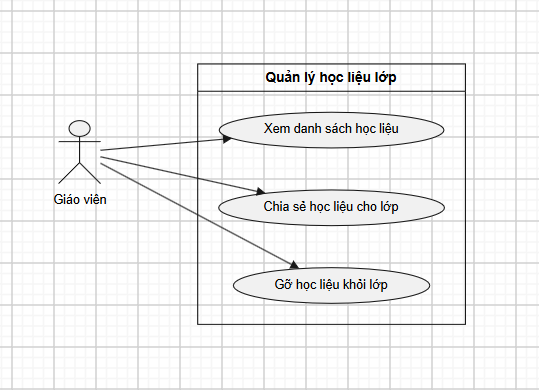 Quản lý học liệu lớp
Xem danh sách học liệu
Giáo viên
Chia sẻ học liệu cho lớp
Gỡ học liệu khỏi lớp